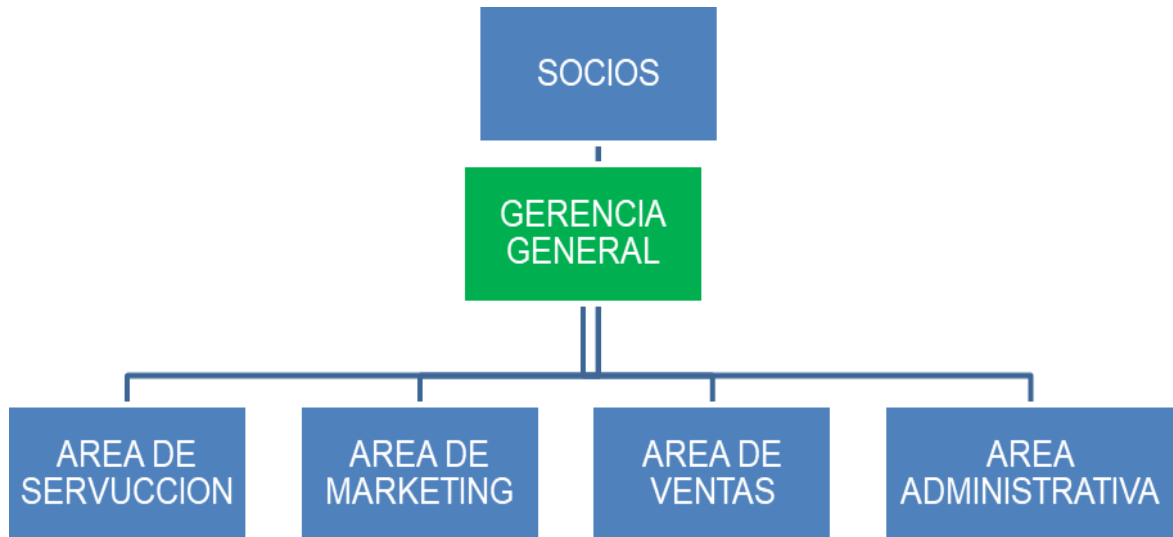 SOCIOS
GERENCIA
GENERAL
AREA DE
SERVUCCION
AREA DE
MARKETING
AREA DE
VENTAS
AREA
ADMINISTRATIVA